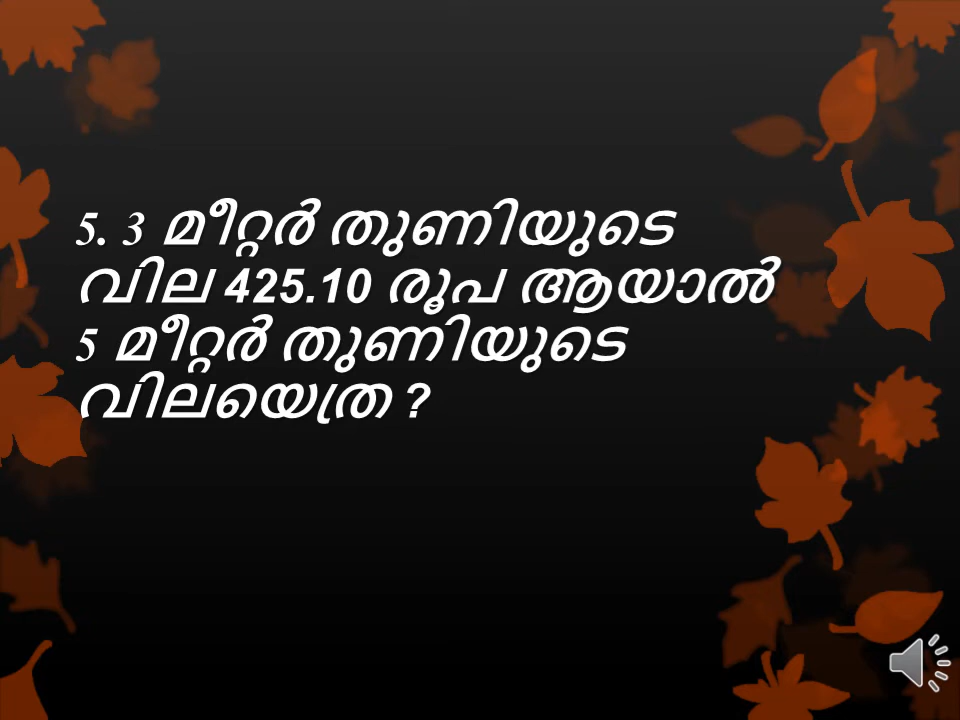 5. 3 മീറ്റർ തുണിയുടെ
വില 425.10 രൂപ ആയാൽ
5 മീറ്റർ തുണിയുടെ
വിലയെത്ര ?